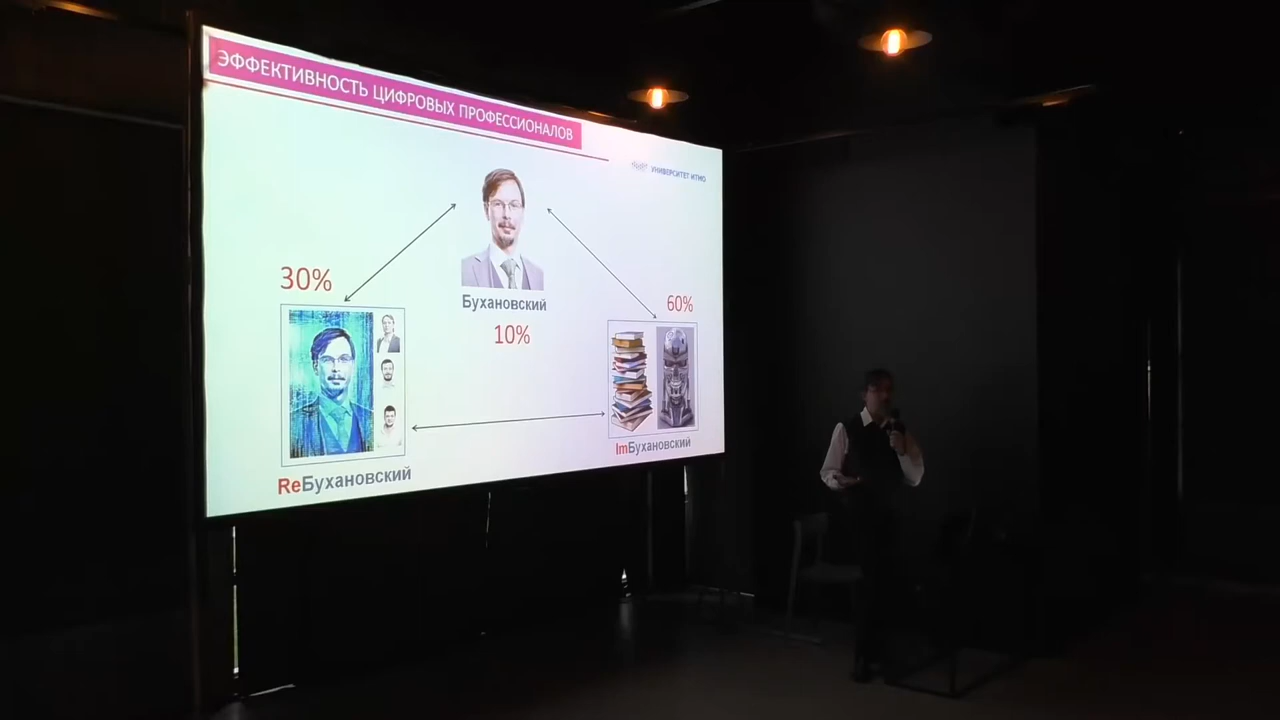 ЭФФЕКТИВНОСТЬ ЦИФРОВЫХ ПРОФЕССИОНАЛОВ
УНИВЕРСИТЕТ ИТМО
Бухановский
10%
30%
60%
ReБухановский
ImБухановский